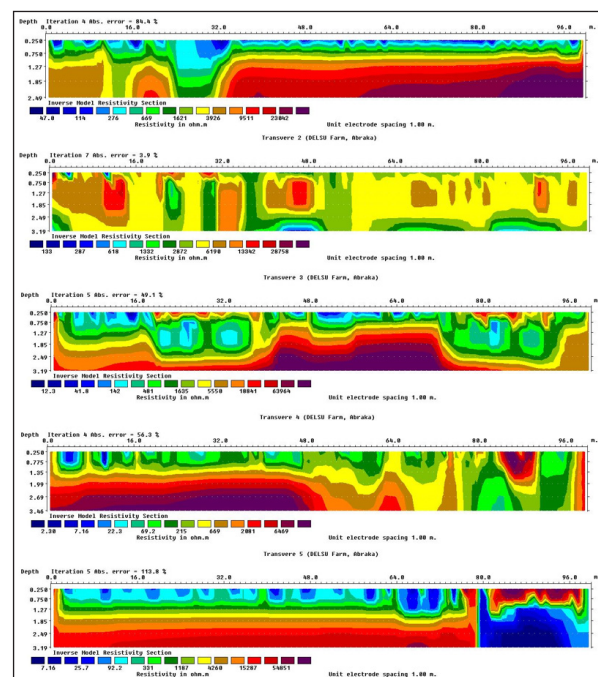 Depth Iteration 4 Abs. error = 84.4 %
0.0 16.0 32.0 48.0 64.0 80.0 96.0 m.
0.250
0.750
1.27
1.85
2.49
Inverse Model Resistivity Section
47.0 114 276 669 1621 3926 9511 23042
Resistivity in ohm.m Unit electrode spacing 1.00 m.
Transvere 2 (DELSU Farm, Abraka)
Depth Iteration 7 Abs. error = 3.9 %
0.0 16.0 32.0 48.0 64.0 80.0 96.0 m.
0.250
0.750
1.27
1.85
2.49
3.19
Inverse Model Resistivity Section
133 287 618 1332 2872 6190 13342 28758
Resistivity in ohm.m Unit electrode spacing 1.00 m.
Transvere 3 (DELSU Farm, Abraka)
Depth Iteration 5 Abs. error = 49.1 %
0.0 16.0 32.0 48.0 64.0 80.0 96.0 m.
0.250
0.750
1.27
1.85
2.49
3.19
Inverse Model Resistivity Section
12.3 41.8 142 481 1635 5550 18841 63964
Resistivity in ohm.m Unit electrode spacing 1.00 m.
Transvere 4 (DELSU Farm, Abraka)
Depth Iteration 4 Abs. error = 56.3 %
0.0 16.0 32.0 48.0 64.0 80.0 96.0 m.
0.250
0.775
1.35
1.99
2.69
3.46
Inverse Model Resistivity Section
2.30 7.16 22.3 69.2 215 669 2081 6469
Resistivity in ohm.m Unit electrode spacing 1.00 m.
Transvere 5 (DELSU Farm, Abraka)
Depth Iteration 5 Abs. error = 113.8 %
0.0 16.0 32.0 48.0 64.0 80.0 96.0 m.
0.250
0.750
1.27
1.85
2.49
3.19
Inverse Model Resistivity Section
7.16 25.7 92.2 331 1187 4260 15287 54851
Resistivity in ohm.m Unit electrode spacing 1.00 m.